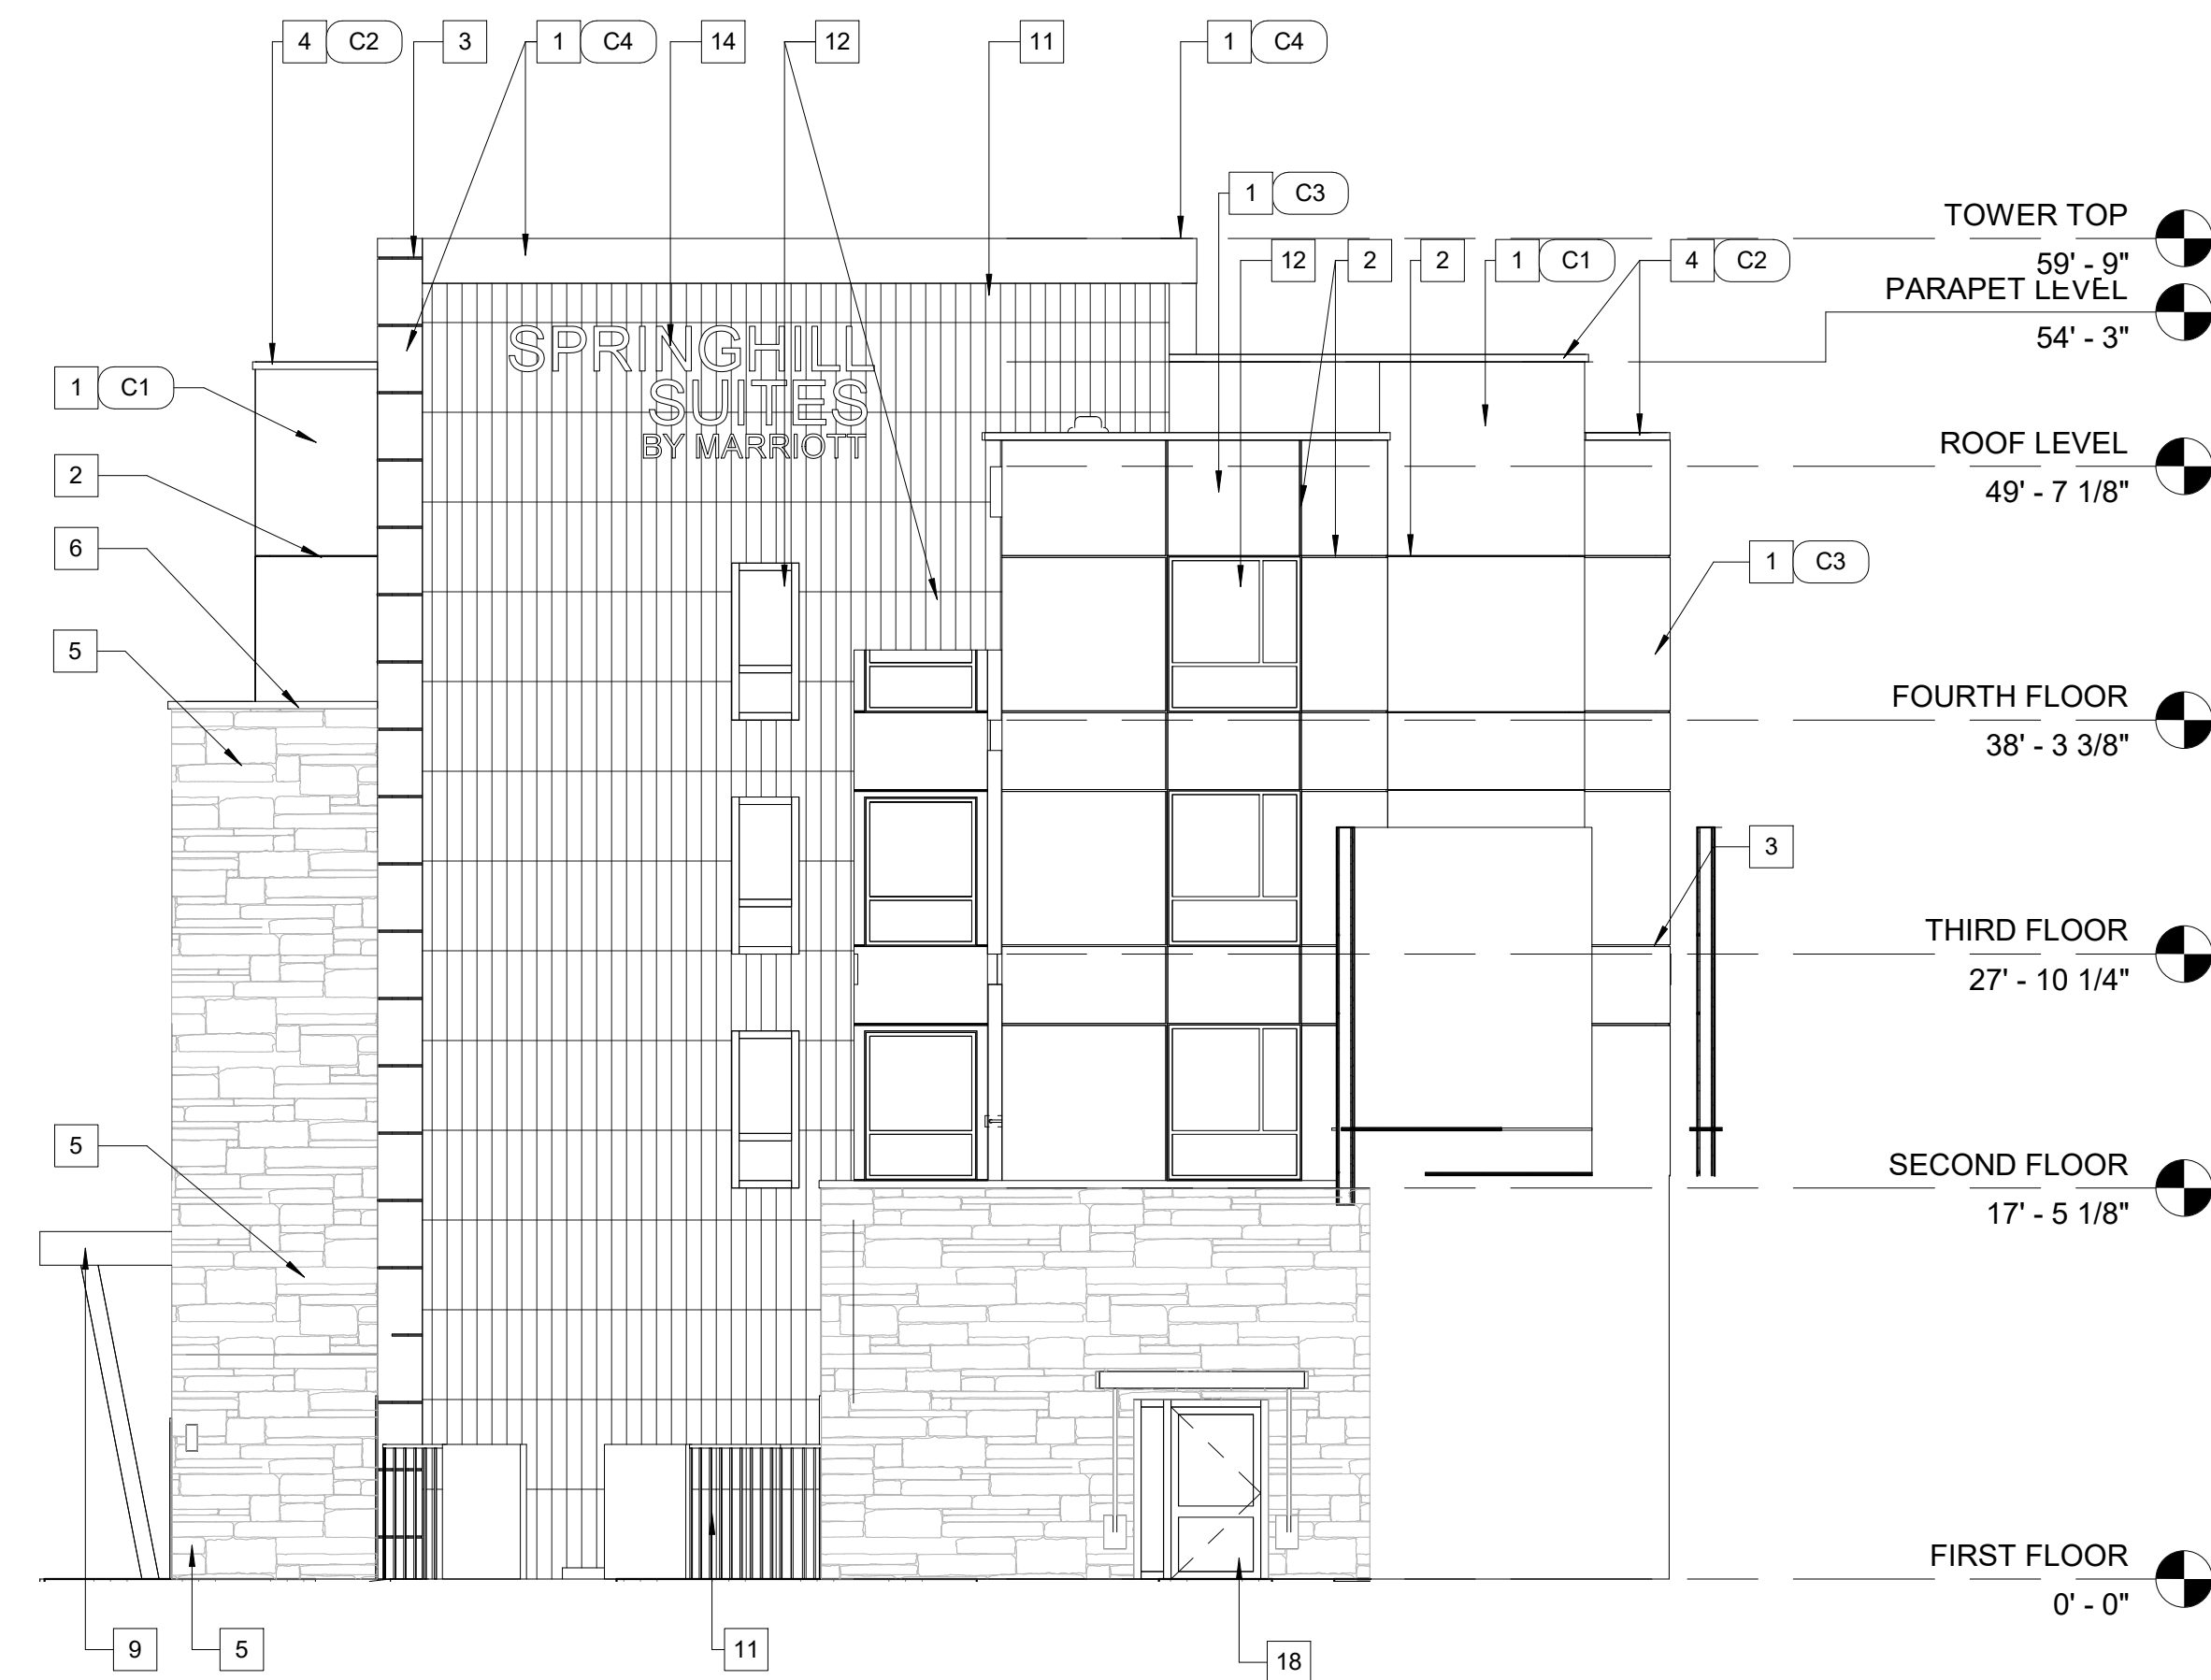 4 C2
3
1 C4
14
12
11
1 C4
1 C3
TOWER TOP
59' - 9"
12
2
2
1 C1
4 C2
PARAPET LEVEL
54' - 3"
SPRINGHILL
SUITES
BY MARRIOTT
1 C1
ROOF LEVEL
49' - 7 1/8"
2
6
1 C3
5
FOURTH FLOOR
38' - 3 3/8"
3
THIRD FLOOR
27' - 10 1/4"
5
SECOND FLOOR
17' - 5 1/8"
FIRST FLOOR
0' - 0"
9
5
11
18